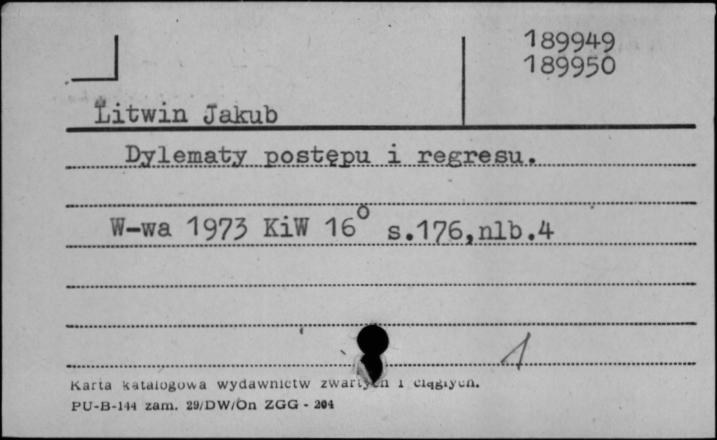 189949
189950
Litwin Jakub
Dylematy postępu i regresu.
W-wa 1973 KiW 16° s.176,nlb.4
1
Karta katalogowa wydawnictw zwartych i ciągłych.
PU-B-144 zam. 29/DW/On ZGG - 204